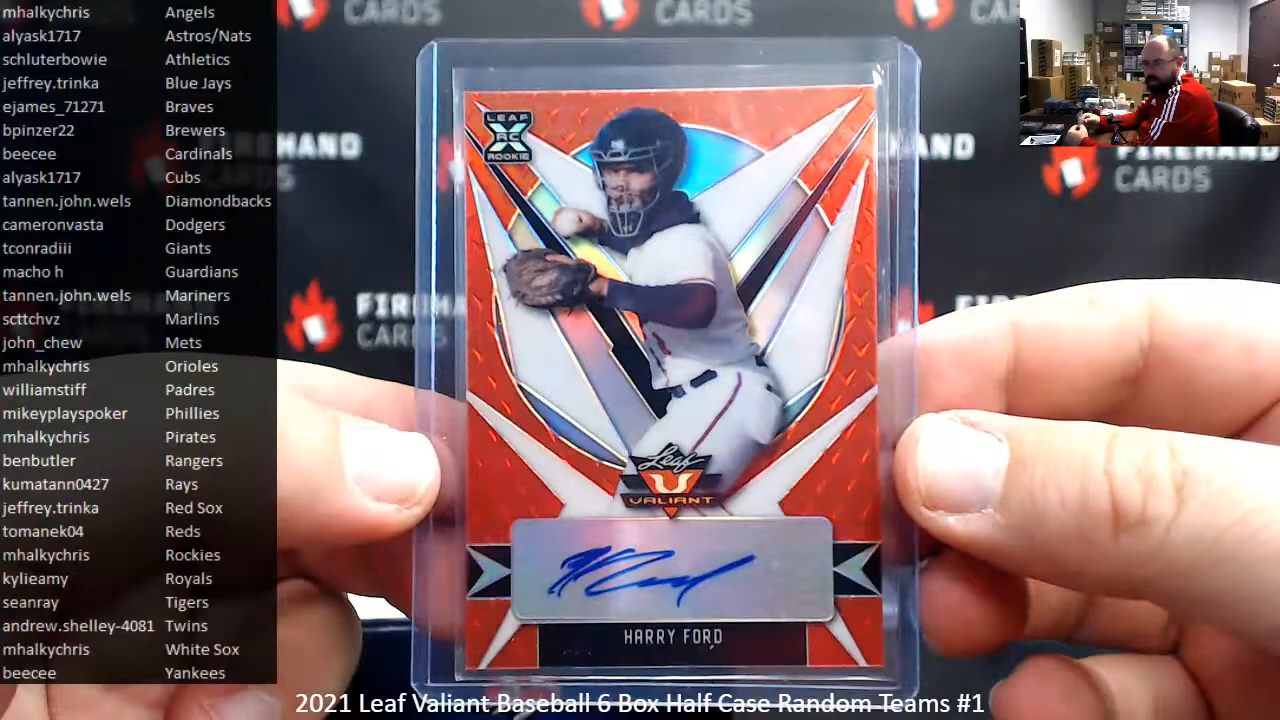 mhalkychris Angels
alyask1717 Astros/Nats
schluterbowie Athletics
jeffrey.trinka Blue Jays
ejames_71271 Braves
bpinzer22 Brewers
beecee Cardinals
alyask1717 Cubs
tannen.john.wels Diamondbacks
cameronvasta Dodgers
tconradiii Giants
macho h Guardians
tannen.john.wels Mariners
scttchvz Marlins
john_chew Mets
mhalkychris Orioles
williamstiff Padres
mikeyplayspoker Phillies
mhalkychris Pirates
benbutler Rangers
kumatann0427 Rays
jeffrey.trinka Red Sox
tomanek04 Reds
mhalkychris Rockies
kylieamy Royals
seanray Tigers
andrew.shelley-4081 Twins
mhalkychris White Sox
beecee Yankees
CARDS
CARDS
FIREHAND
CARDS
FIREHAND
CARDS
LEAF
RC
ROOKIE
Leaf
VALIANT
HARRY FORD
2021 Leaf Valiant Baseball 6 Box Half Case Random Teams #1